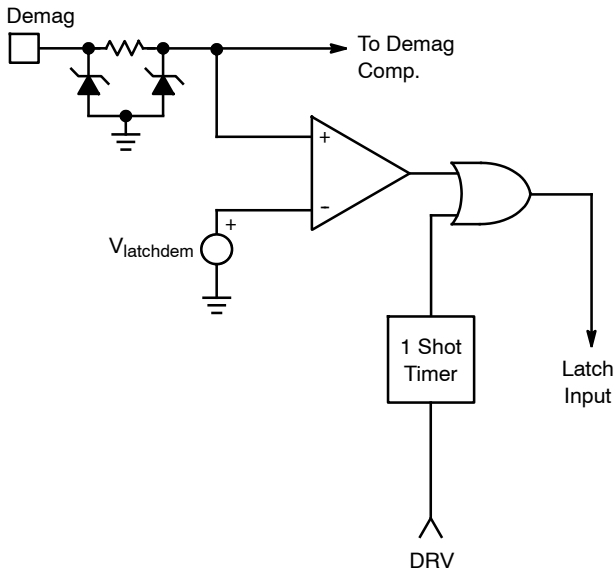 Demag
To Demag
Comp.
+
-
+
Vlatchdem
1 Shot
Timer
Latch
Input
DRV